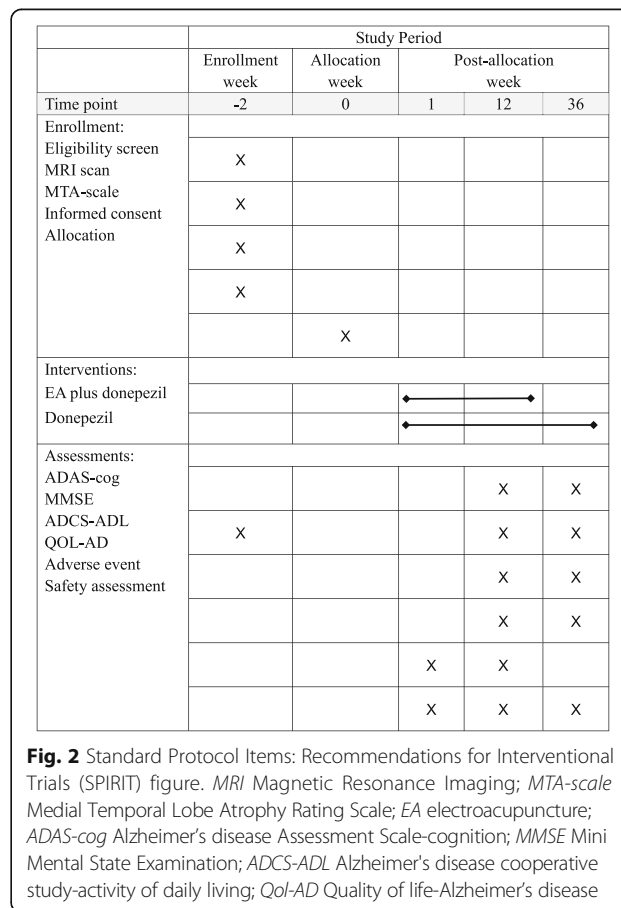 Study Period
Enrollment week Allocation week Post-allocation week
Time point -2 0 1 12 36
Enrollment:
Eligibility screen
MRI scan
MTA-scale
Informed consent
Allocation
X
X
X
X
X
Interventions:
EA plus donepezil
Donepezil
Assessments:
ADAS-cog
MMSE
ADCS-ADL
QOL-AD
Adverse event
Safety assessment
X X
X X X
X X
X X
X X
X X X
Fig. 2 Standard Protocol Items: Recommendations for Interventional
Trials (SPIRIT) figure. MRI Magnetic Resonance Imaging; MTA-scale
Medial Temporal Lobe Atrophy Rating Scale; EA electroacupuncture;
ADAS-cog Alzheimer’s disease Assessment Scale-cognition; MMSE Mini
Mental State Examination; ADCS-ADL Alzheimer's disease cooperative
study-activity of daily living; Qol-AD Quality of life-Alzheimer’s disease